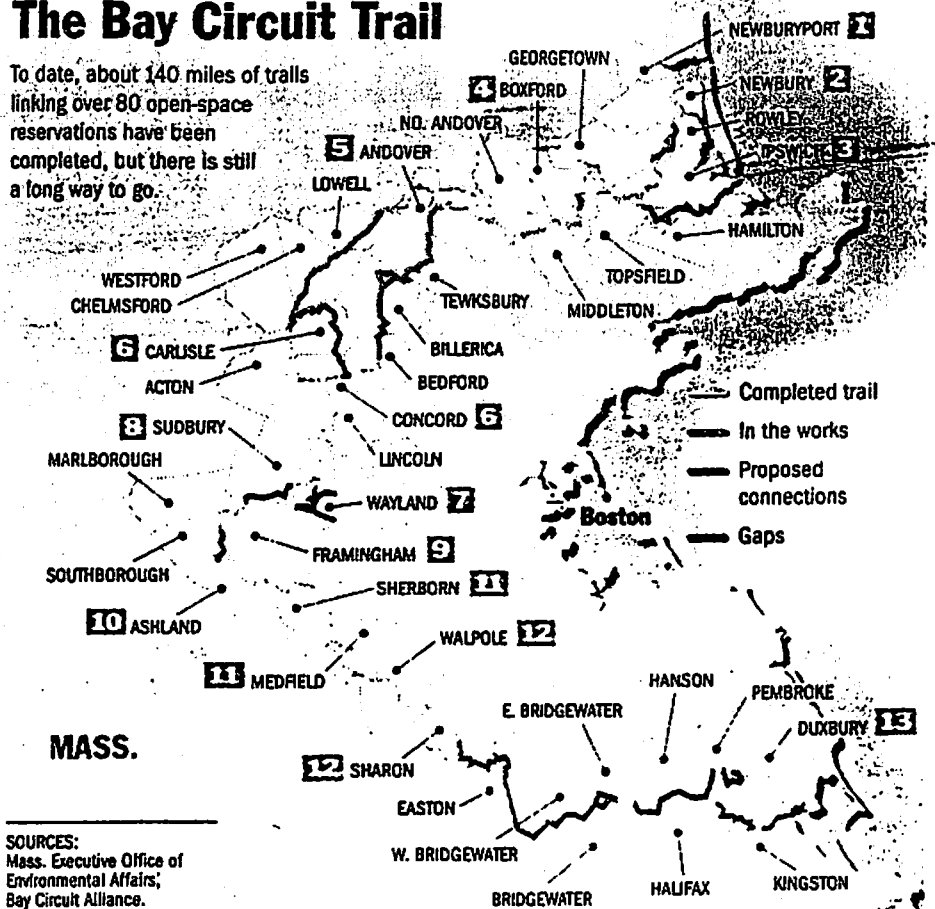 The Bay Circuit Trail
To date, about 140 miles of trails
linking over 80 open-space
reservations have been
completed, but there is still
a long way to go.
NEWBURYPORT 1
GEORGETOWN
NEWBURY 2
4 BOXFORD
ROWLEY
NO. ANDOVER
IPSWICH 3
5 ANDOVER
LOWELL
HAMILTON
WESTFORD
TOPSFIELD
CHELMSFORD
TEWKSBURY
MIDDLETON
6 CARLISLE
BILLERICA
ACTON
BEDFORD
Completed trail
CONCORD 6
8 SUDBURY
In the works
MARLBOROUGH
LINCOLN
Proposed
connections
WAYLAND 7
Boston
Gaps
FRAMINGHAM 9
SOUTHBOROUGH
SHERBORN 11
10 ASHLAND
WALPOLE 12
11 MEDFIELD
HANSON
PEMBROKE
E. BRIDGEWATER
DUXBURY 13
MASS.
12 SHARON
EASTON
W. BRIDGEWATER
BRIDGEWATER
HALIFAX
KINGSTON
SOURCES:
Mass. Executive Office of
Environmental Affairs;
Bay Circuit Alliance.